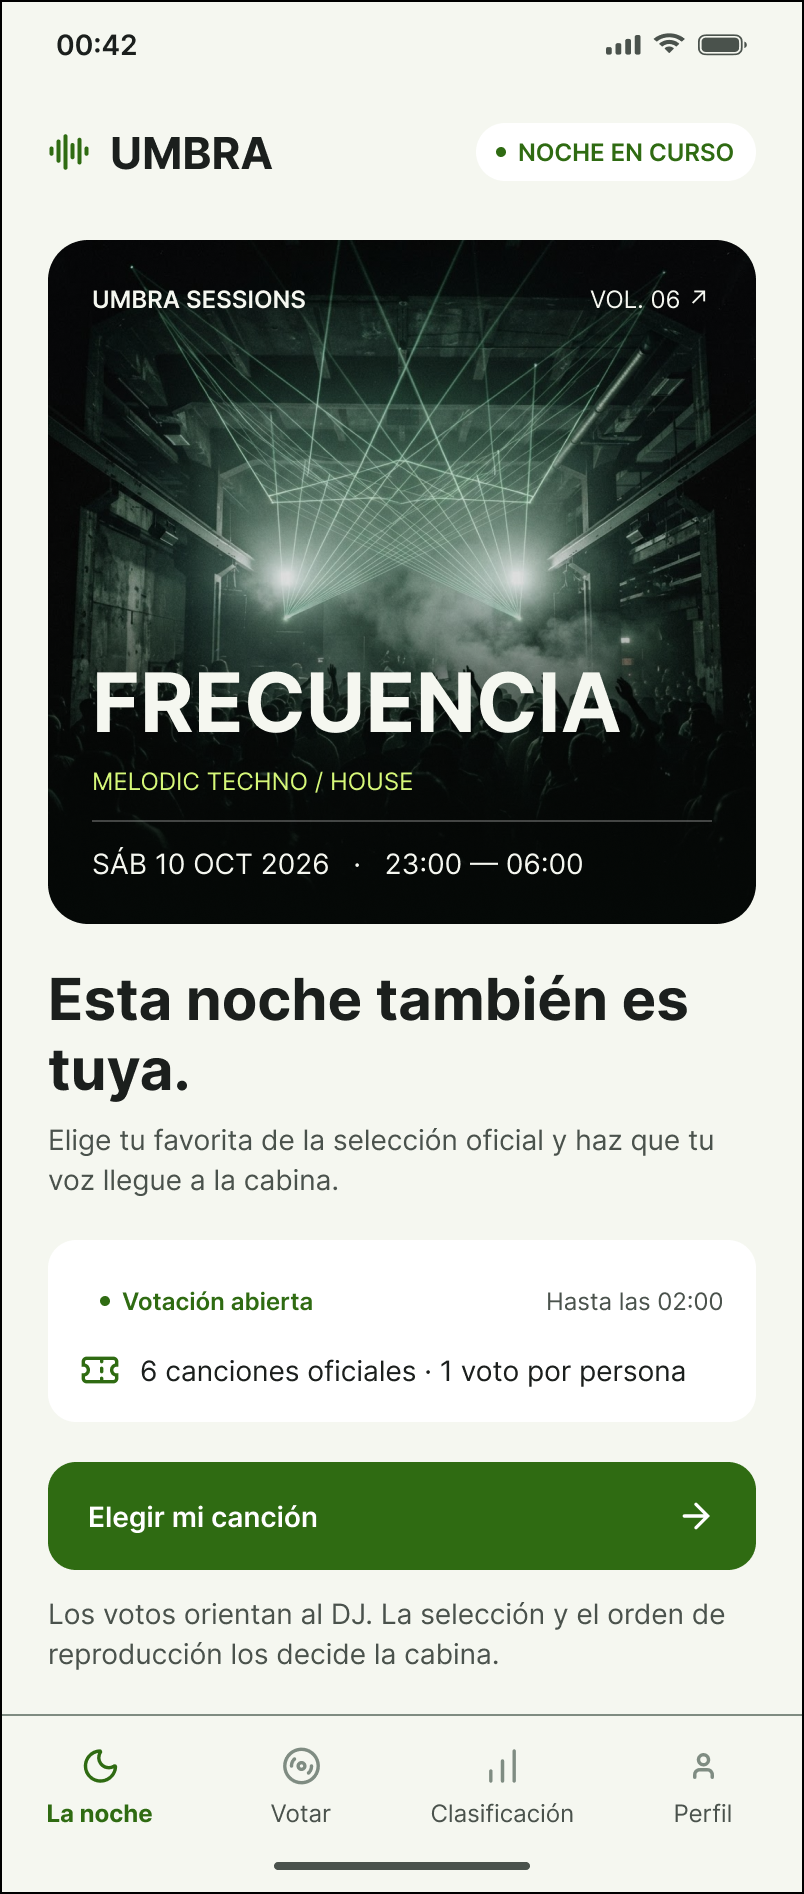 00:42
UMBRA
NOCHE EN CURSO
UMBRA SESSIONS
VOL. 06 ↗
FRECUENCIA
MELODIC TECHNO / HOUSE
SÁB 10 OCT 2026 · 23:00 — 06:00
Esta noche también es
tuya.
Elige tu favorita de la selección oficial y haz que tu
voz llegue a la cabina.
Votación abierta
Hasta las 02:00
6 canciones oficiales · 1 voto por persona
Elegir mi canción
Los votos orientan al DJ. La selección y el orden de
reproducción los decide la cabina.
La noche
Votar
Clasificación
Perfil